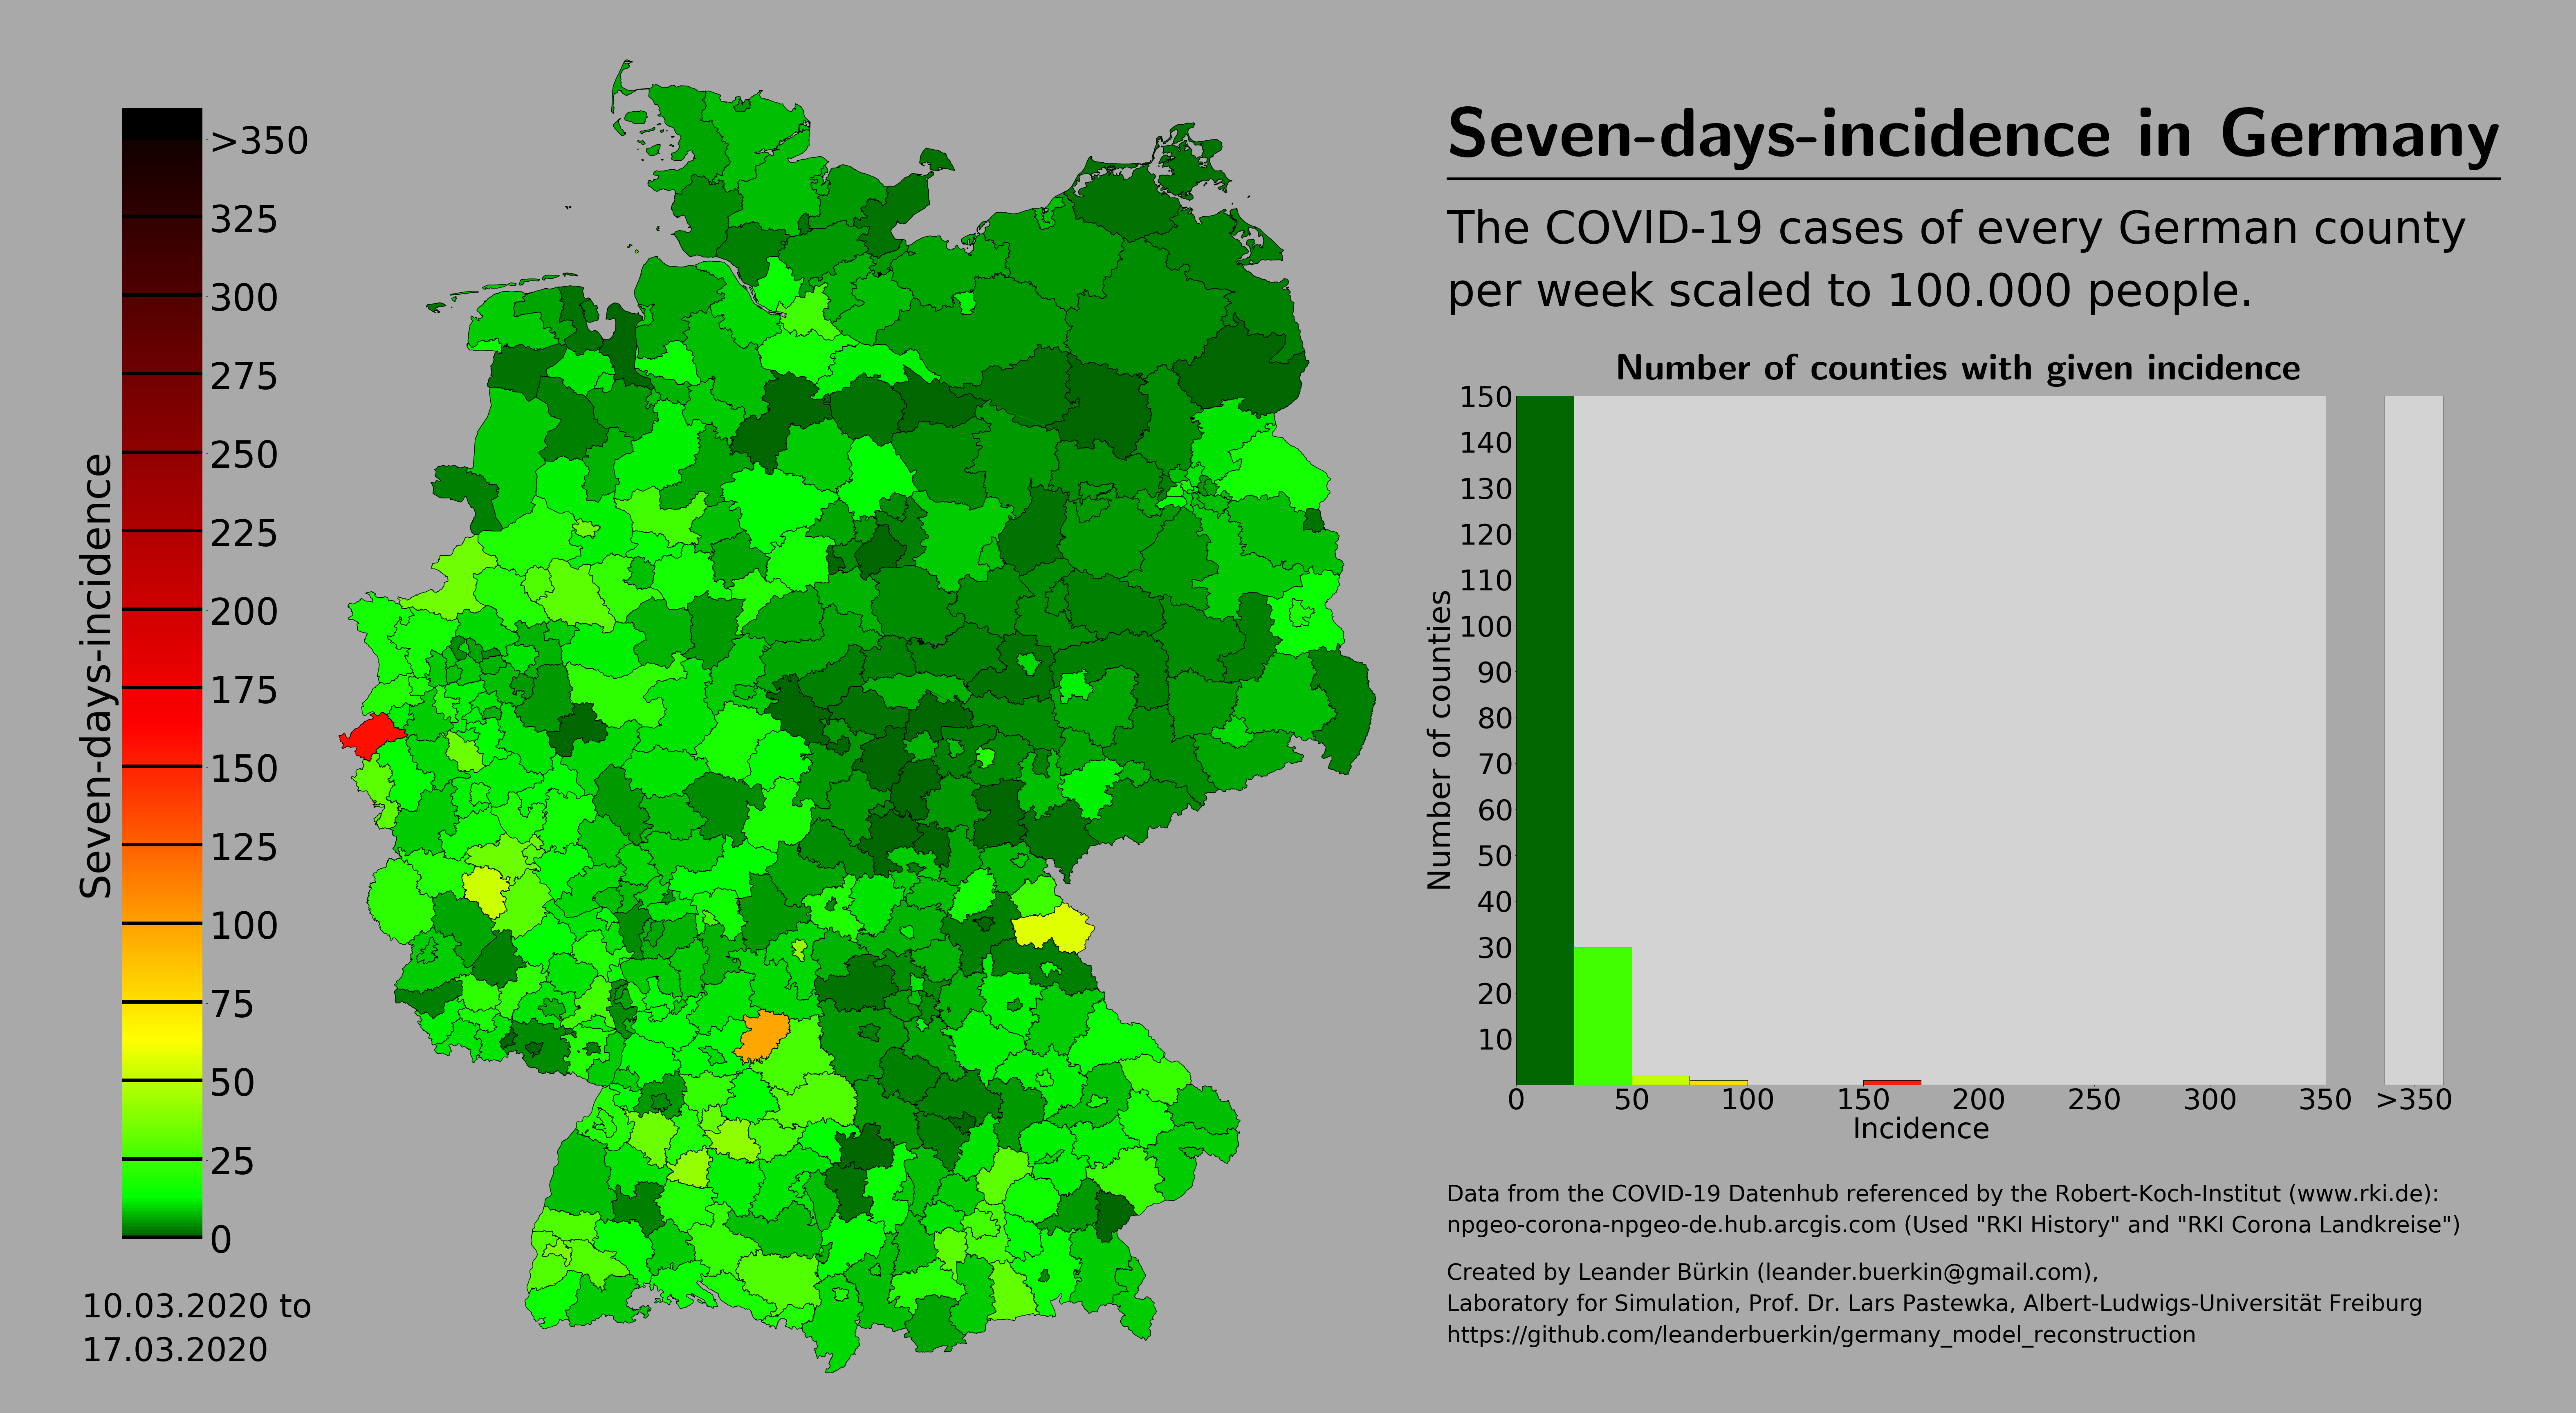 Seven-days-incidence in Germany
The COVID-19 cases of every German county
per week scaled to 100.000 people.
>350
325
300
275
250
225
200
175
150
125
100
75
50
25
0
Seven-days-incidence
10.03.2020 to
17.03.2020
Number of counties with given incidence
150
140
130
120
110
100
90
80
70
60
50
40
30
20
10
Number of counties
0 50 100 150 200 250 300 350 >350
Incidence
Data from the COVID-19 Datenhub referenced by the Robert-Koch-Institut (www.rki.de):
npgeo-corona-npgeo-de.hub.arcgis.com (Used "RKI History" and "RKI Corona Landkreise")
Created by Leander Bürkin (leander.buerkin@gmail.com),
Laboratory for Simulation, Prof. Dr. Lars Pastewka, Albert-Ludwigs-Universität Freiburg
https://github.com/leanderbuerkin/germany_model_reconstruction